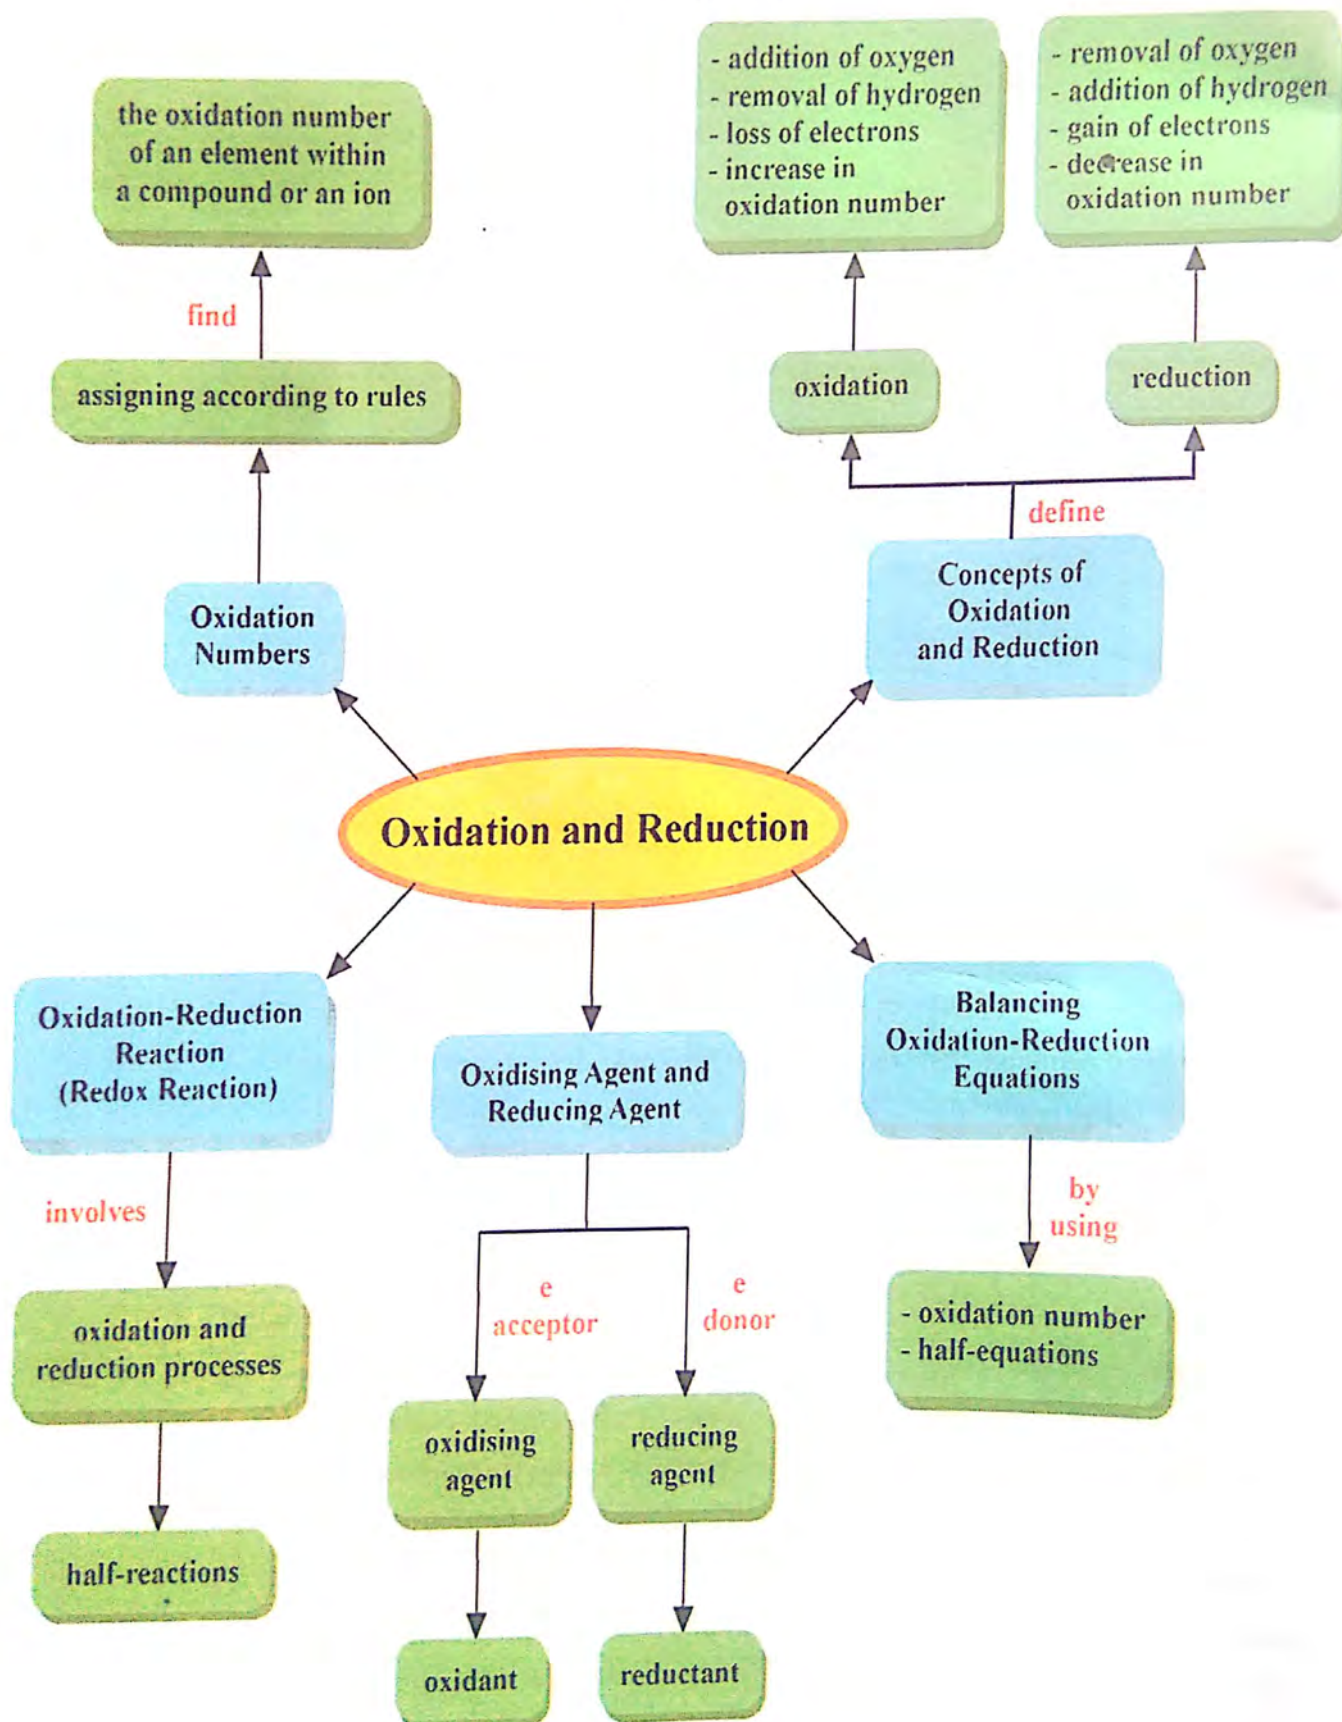 the oxidation number
of an element within
a compound or an ion
find
assigning according to rules
Oxidation
Numbers
- addition of oxygen
- removal of hydrogen
- loss of electrons
- increase in
oxidation number
- removal of oxygen
- addition of hydrogen
- gain of electrons
- decrease in
oxidation number
oxidation
reduction
define
Concepts of
Oxidation
and Reduction
Oxidation and Reduction
Oxidation-Reduction
Reaction
(Redox Reaction)
involves
oxidation and
reduction processes
half-reactions
Oxidising Agent and
Reducing Agent
e
acceptor
e
donor
oxidising
agent
reducing
agent
oxidant
reductant
Balancing
Oxidation-Reduction
Equations
by
using
- oxidation number
- half-equations